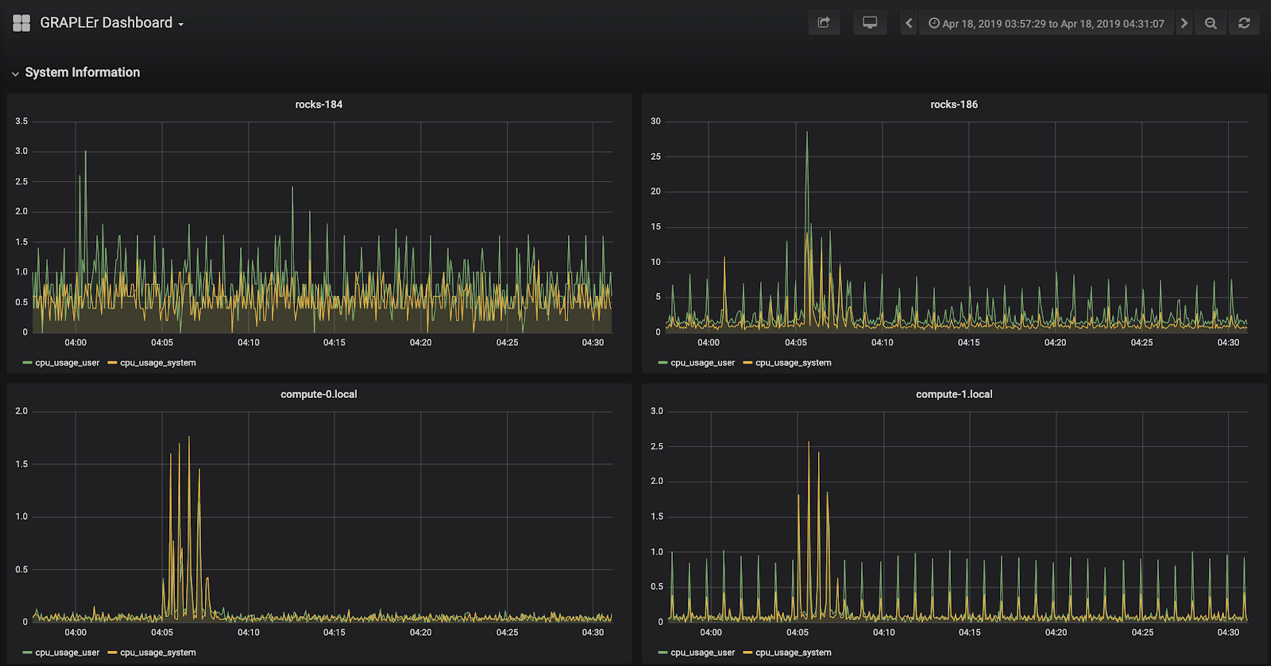 GRAPLEr Dashboard
Apr 18, 2019 03:57:29 to Apr 18, 2019 04:31:07
System Information
rocks-184
3.5
3.0
2.5
2.0
1.5
1.0
0.5
0
04:00 04:05 04:10 04:15 04:20 04:25 04:30
cpu_usage_user cpu_usage_system
rocks-186
30
25
20
15
10
5
0
04:00 04:05 04:10 04:15 04:20 04:25 04:30
cpu_usage_user cpu_usage_system
compute-0.local
2.0
1.5
1.0
0.5
0
04:00 04:05 04:10 04:15 04:20 04:25 04:30
cpu_usage_user cpu_usage_system
compute-1.local
3.0
2.5
2.0
1.5
1.0
0.5
0
04:00 04:05 04:10 04:15 04:20 04:25 04:30
cpu_usage_user cpu_usage_system